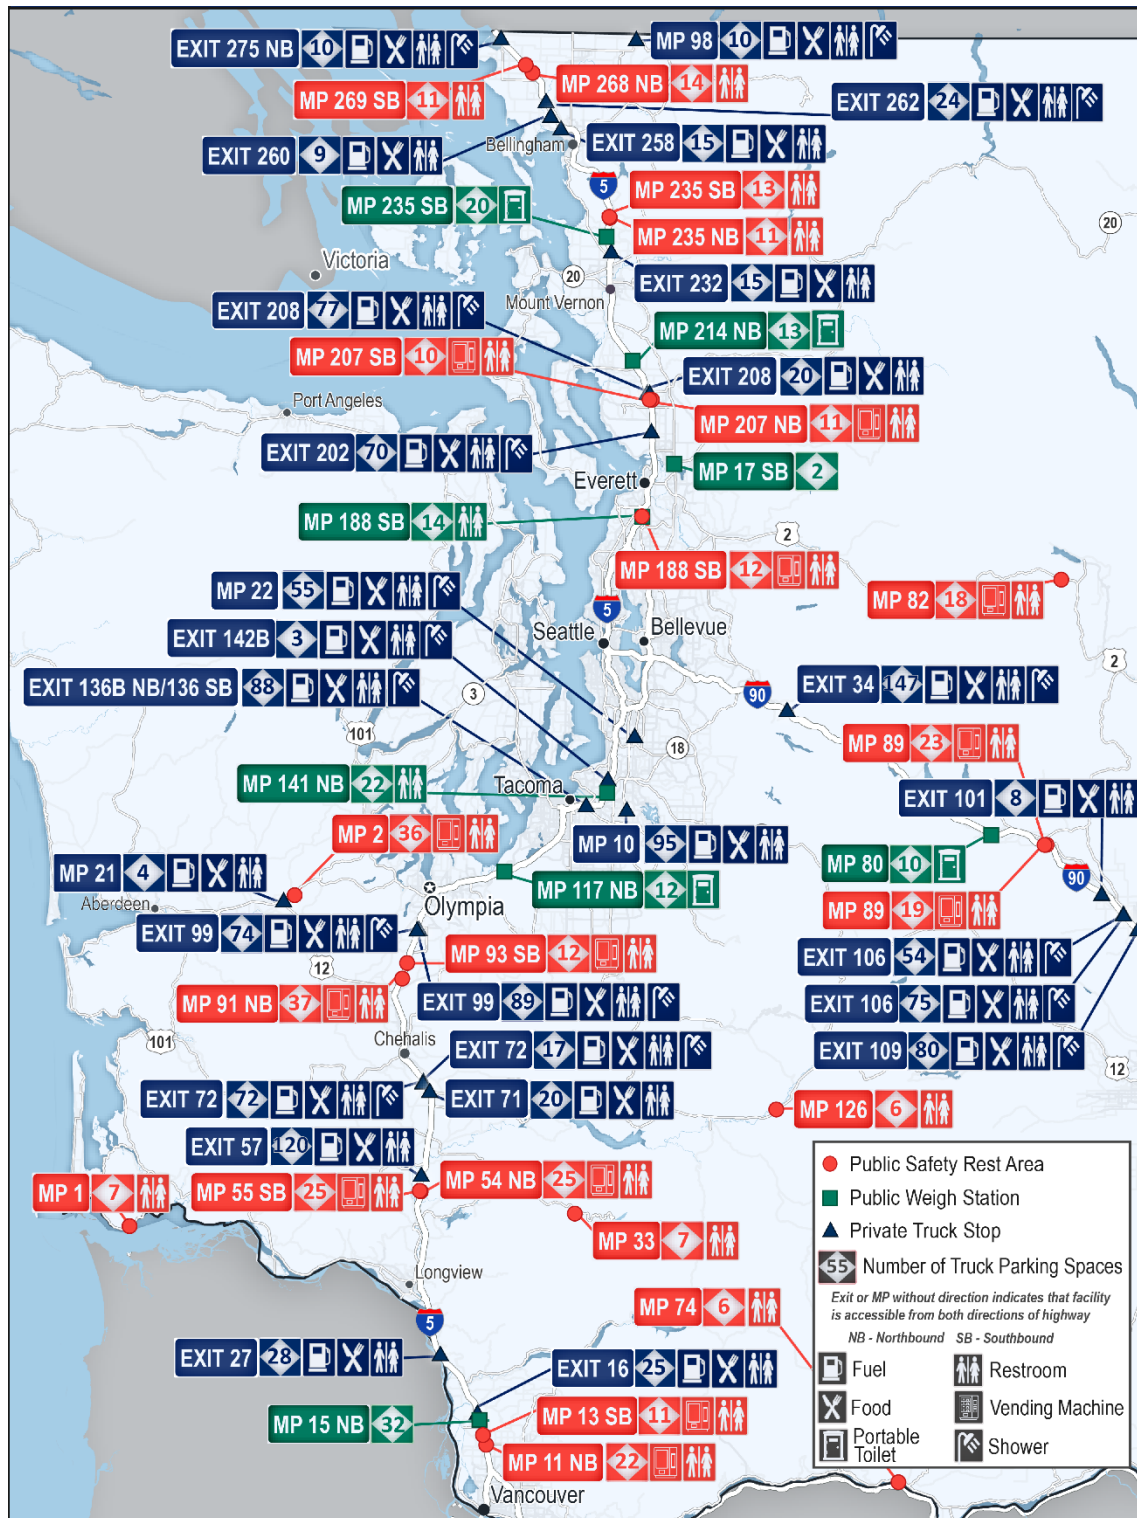 EXIT 275 NB 10
MP 98 10
MP 269 SB 11
MP 268 NB 14
EXIT 262 24
EXIT 260 9
Bellingham
EXIT 258 15
5
MP 235 SB 20
MP 235 SB 13
MP 235 NB 11
20
Victoria
20
EXIT 232 15
Mount Vernon
EXIT 208 77
MP 214 NB 13
MP 207 SB 10
EXIT 208 20
Port Angeles
MP 207 NB 11
EXIT 202 70
MP 17 SB 2
Everett
MP 188 SB 14
2
MP 188 SB 12
MP 82 18
MP 22 55
5
EXIT 142B 3
Seattle
Bellevue
2
EXIT 136B NB/136 SB 88
3
90
EXIT 34 147
101
18
MP 89 23
MP 141 NB 22
Tacoma
EXIT 101 8
MP 2 36
MP 10 95
MP 80 10
MP 21 4
MP 117 NB 12
90
Aberdeen
Olympia
MP 89 19
EXIT 99 74
MP 93 SB 12
EXIT 106 54
12
MP 91 NB 37
EXIT 99 89
EXIT 106 75
101
Chehalis
EXIT 72 17
EXIT 109 80
12
EXIT 72 72
EXIT 71 20
MP 126 6
EXIT 57 120
MP 1 7
MP 55 SB 25
MP 54 NB 25
MP 33 7
Longview
MP 74 6
5
EXIT 27 28
EXIT 16 25
MP 15 NB 32
MP 13 SB 11
MP 11 NB 22
Vancouver
Public Safety Rest Area
Public Weigh Station
Private Truck Stop
55 Number of Truck Parking Spaces
Exit or MP without direction indicates that facility
is accessible from both directions of highway
NB - Northbound SB - Southbound
Fuel
Restroom
Food
Vending Machine
Portable
Toilet
Shower